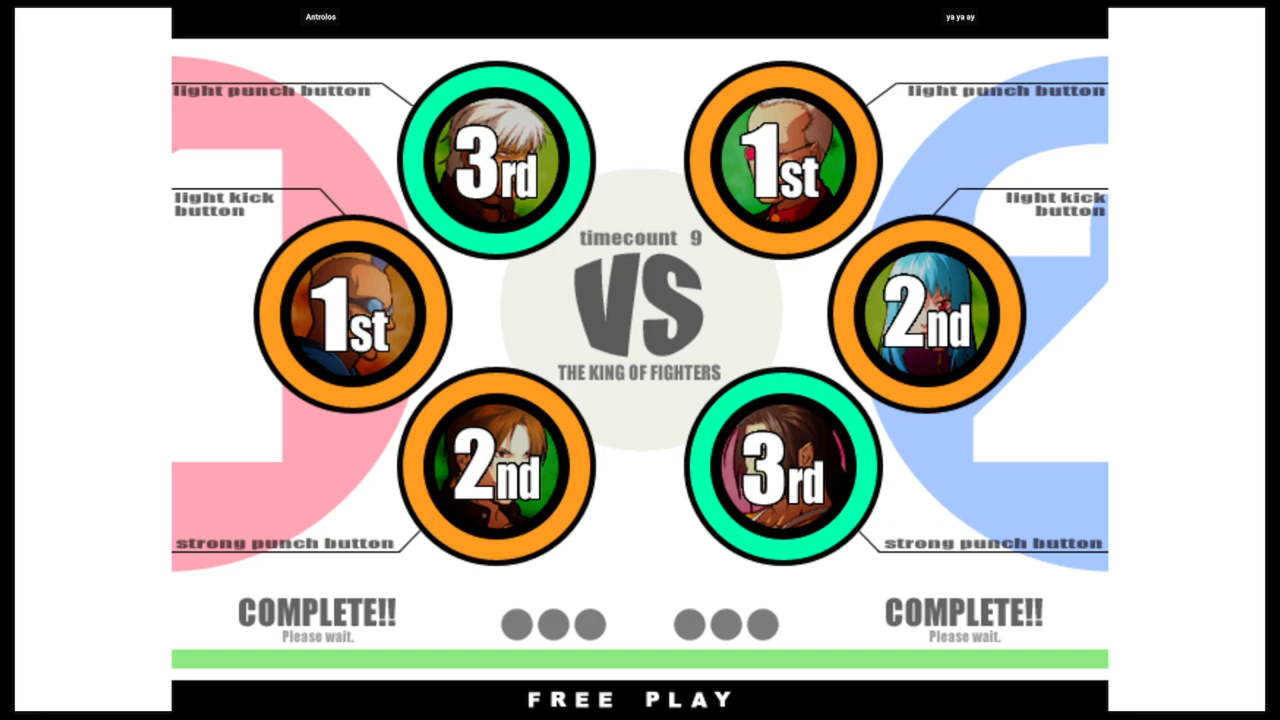 Antrolos
ya ya ay
light punch button
light punch button
3rd
1st
light kick
button
light kick
button
timecount 9
VS
THE KING OF FIGHTERS
1st
2nd
2nd
3rd
strong punch button
strong punch button
COMPLETE!!
Please wait.
COMPLETE!!
Please wait.
FREE PLAY